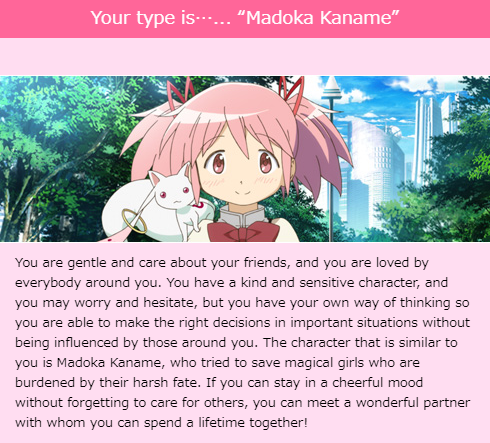 Your type is⋯... “Madoka Kaname”
You are gentle and care about your friends, and you are loved by
everybody around you. You have a kind and sensitive character, and
you may worry and hesitate, but you have your own way of thinking so
you are able to make the right decisions in important situations without
being influenced by those around you. The character that is similar to
you is Madoka Kaname, who tried to save magical girls who are
burdened by their harsh fate. If you can stay in a cheerful mood
without forgetting to care for others, you can meet a wonderful partner
with whom you can spend a lifetime together!